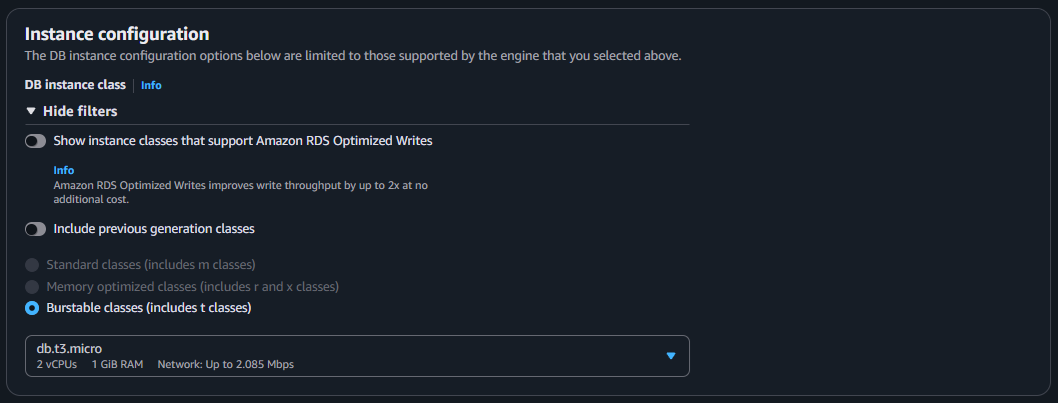 Instance configuration
The DB instance configuration options below are limited to those supported by the engine that you selected above.
DB instance class Info
Hide filters
Show instance classes that support Amazon RDS Optimized Writes
Info
Amazon RDS Optimized Writes improves write throughput by up to 2x at no
additional cost.
Include previous generation classes
Standard classes (includes m classes)
Memory optimized classes (includes r and x classes)
Burstable classes (includes t classes)
db.t3.micro
2 vCPUs 1 GiB RAM Network: Up to 2.085 Mbps